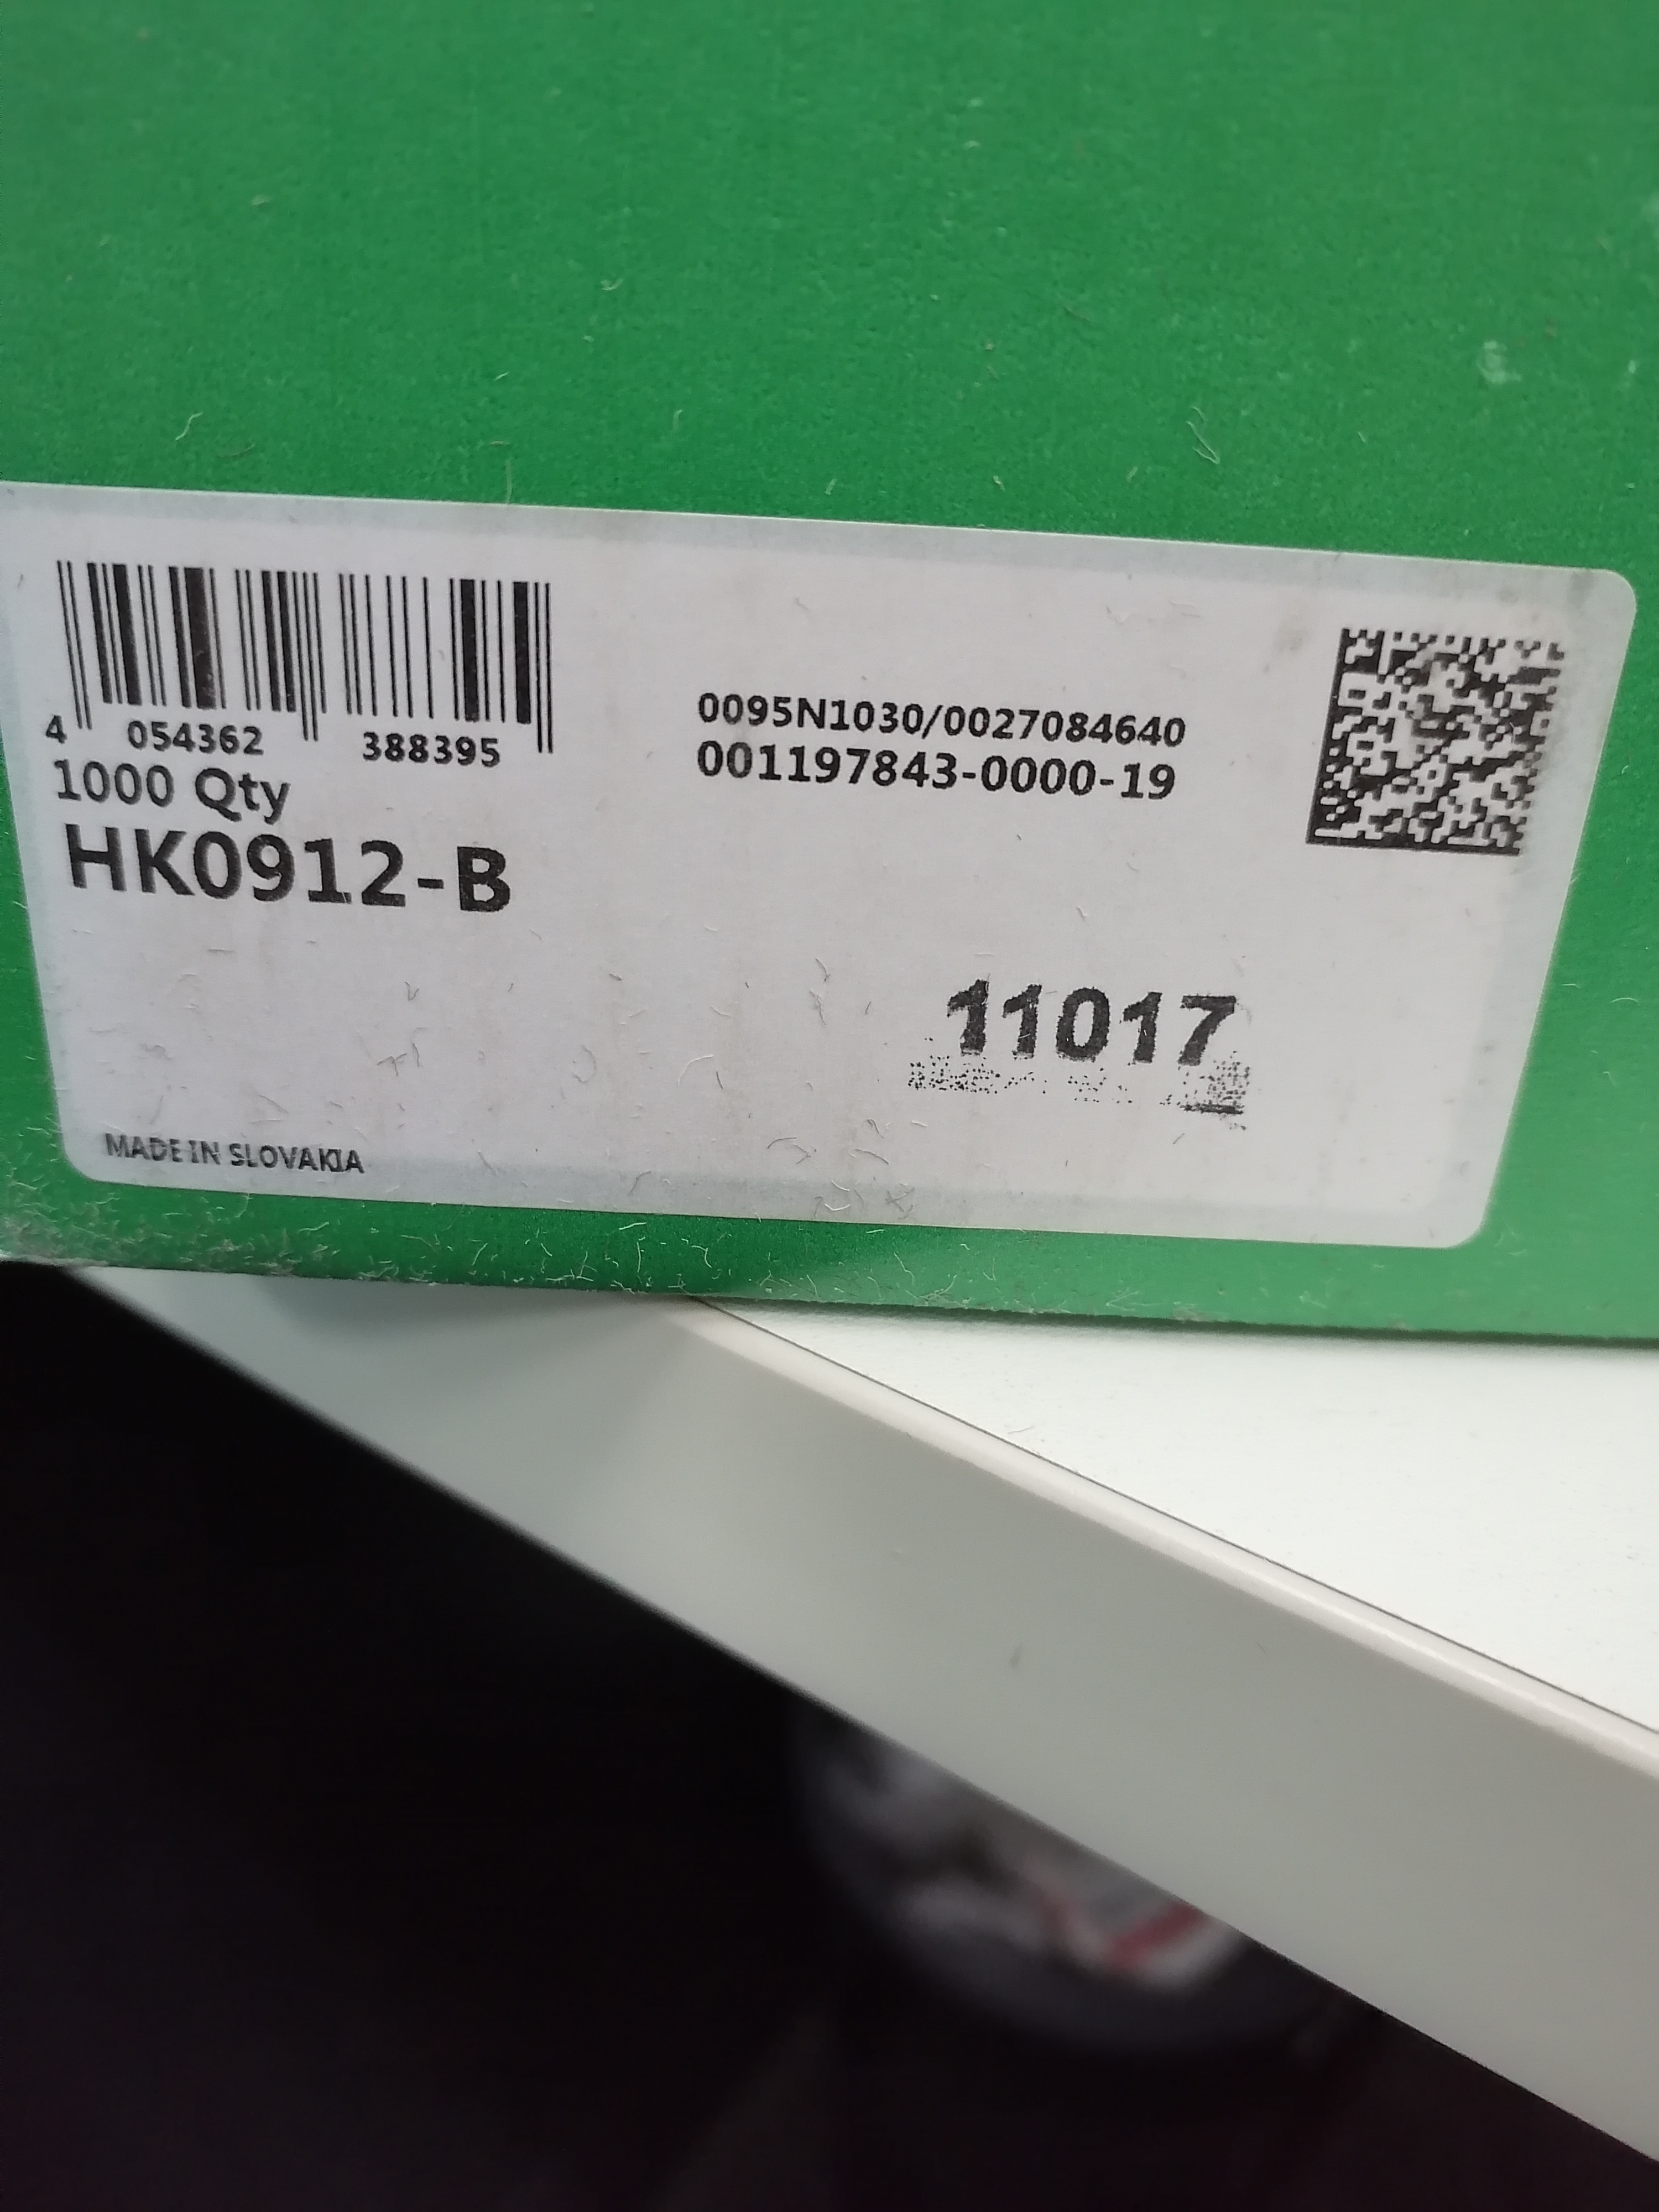 4 054362 388395
1000 Qty
HK0912-B
0095N1030/0027084640
001197843-0000-19
11017
MADE IN SLOVAKIA